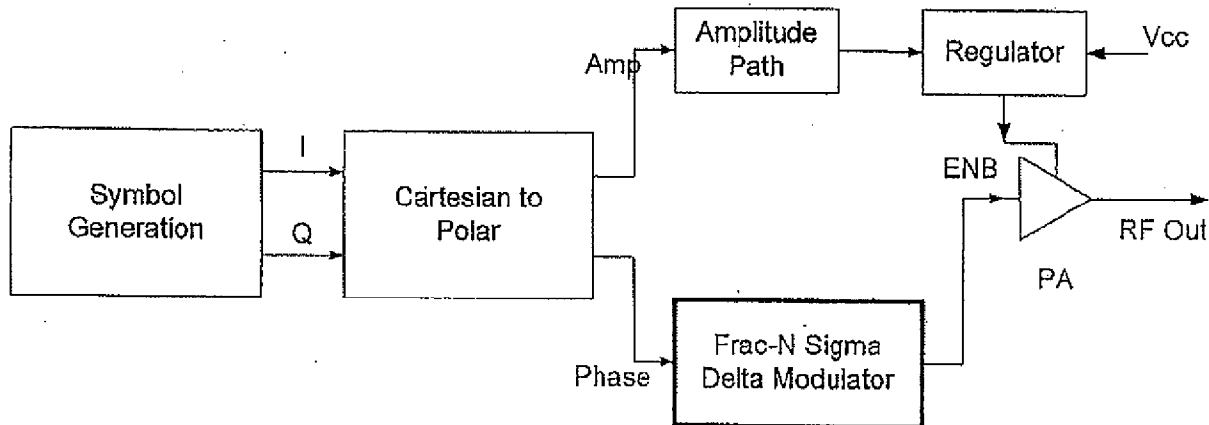 Amplitude
Path
Regulator
Vcc
Amp
Symbol
Generation
I
Q
Cartesian to
Polar
ENB
RF Out
PA
Phase
Frac-N Sigma
Delta Modulator